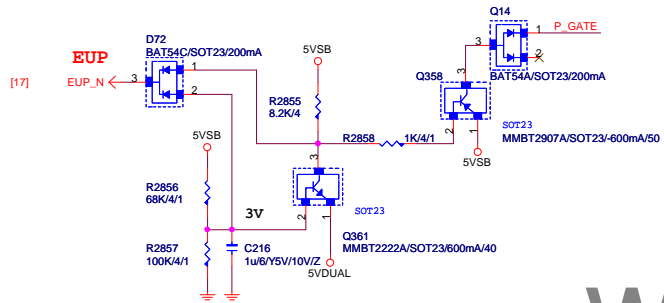 Q14
D72
BAT54C/SOT23/200mA
1
P_GATE
EUP
5VSB
3
2
[17]
EUP_N
3
1
BAT54A/SOT23/200mA
2
3
Q358
R2855
8.2K/4
R2858
1K/4/1
2
1
SOT23
MMBT2907A/SOT23/-600mA/50
5VSB
5VSB
3
R2856
68K/4/1
3V
2
1
SOT23
R2857
100K/4/1
C216
1u/6/Y5V/10V/Z
Q361
MMBT2222A/SOT23/600mA/40
5VDUAL